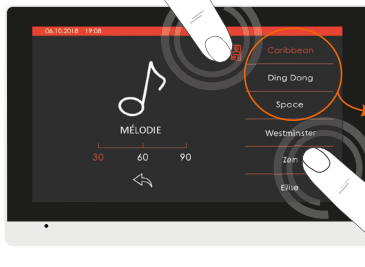 06.10.2018 19:08
Caribbean
Ding Dong
Space
MÉLODIE
Westminster
30 60 90
Zen
Elise